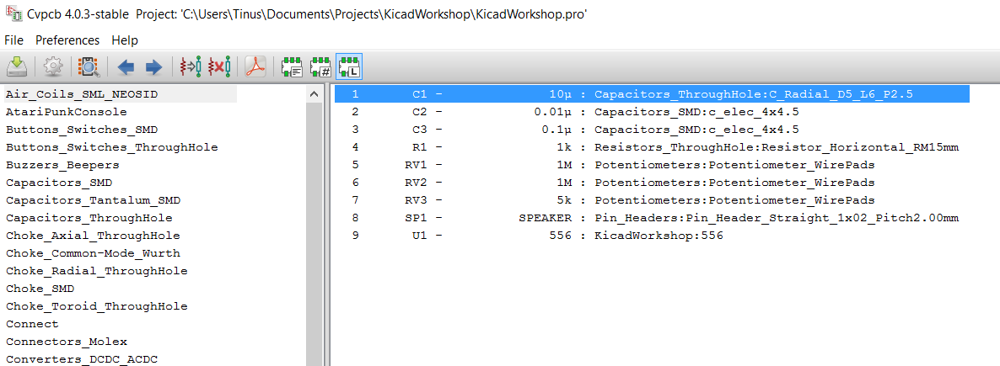 Cvpcb 4.0.3-stable Project: 'C:\Users\Tinus\Documents\Projects\KicadWorkshop\KicadWorkshop.pro'
File Preferences Help
Air_Coils_SML_NEOSID
AtariPunkConsole
Buttons_Switches_SMD
Buttons_Switches_ThroughHole
Buzzers_Beepers
Capacitors_SMD
Capacitors_Tantalum_SMD
Capacitors_ThroughHole
Choke_Axial_ThroughHole
Choke_Common-Mode_Wurth
Choke_Radial_ThroughHole
Choke_SMD
Choke_Toroid_ThroughHole
Connect
Connectors_Molex
Converters_DCDC_ACDC
1 C1 - 10µ : Capacitors_ThroughHole:C_Radial_D5_L6_P2.5
2 C2 - 0.01µ : Capacitors_SMD:c_elec_4x4.5
3 C3 - 0.1µ : Capacitors_SMD:c_elec_4x4.5
4 R1 - 1k : Resistors_ThroughHole:Resistor_Horizontal_RM15mm
5 RV1 - 1M : Potentiometers:Potentiometer_WirePads
6 RV2 - 1M : Potentiometers:Potentiometer_WirePads
7 RV3 - 5k : Potentiometers:Potentiometer_WirePads
8 SP1 - SPEAKER : Pin_Headers:Pin_Header_Straight_1x02_Pitch2.00mm
9 U1 - 556 : KicadWorkshop:556